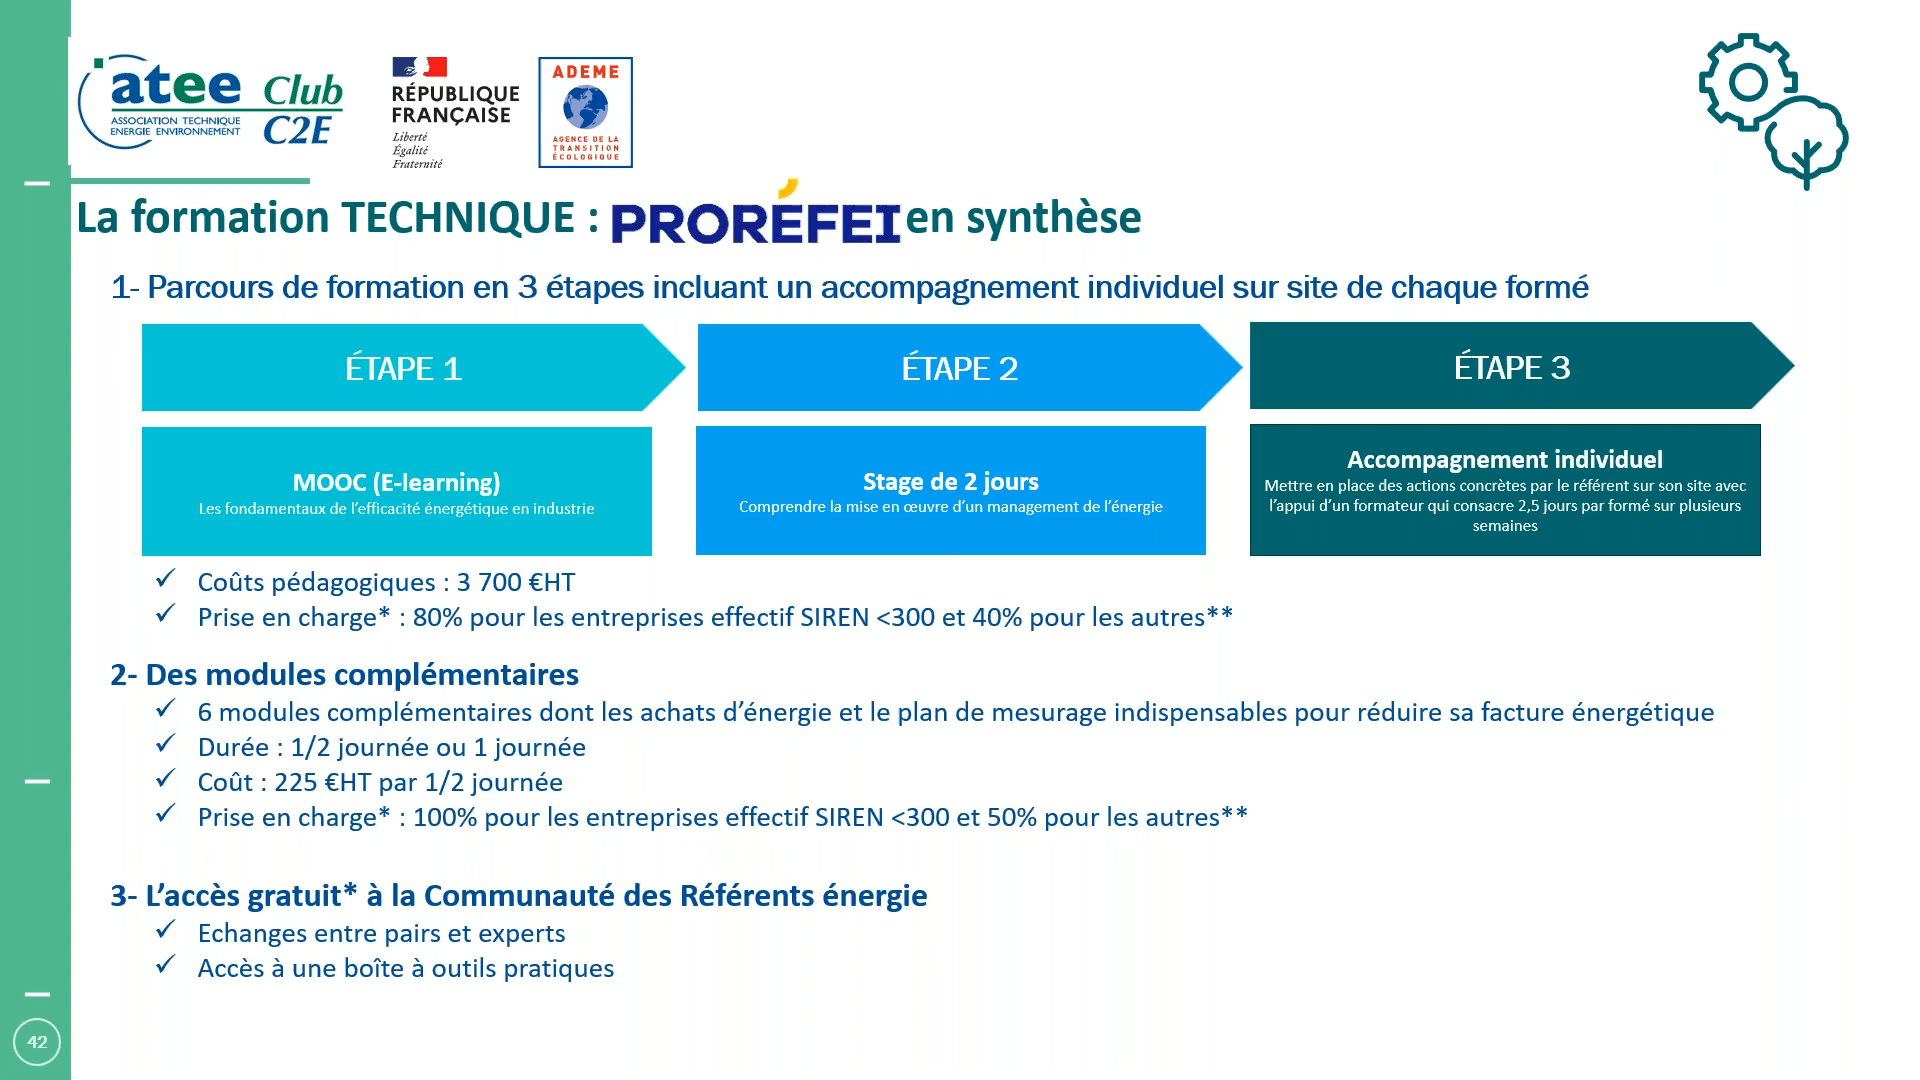 atee Club
ASSOCIATION TECHNIQUE
ENERGIE ENVIRONNEMENT
C2E
RÉPUBLIQUE
FRANÇAISE
Liberté
Égalité
Fraternité
ADEME
AGENCE DE LA
TRANSITION
ÉCOLOGIQUE
La formation TECHNIQUE : PRORÉFEI en synthèse
1- Parcours de formation en 3 étapes incluant un accompagnement individuel sur site de chaque formé
ÉTAPE 1
ÉTAPE 2
ÉTAPE 3
MOOC (E-learning)
Les fondamentaux de l’efficacité énergétique en industrie
Stage de 2 jours
Comprendre la mise en œuvre d’un management de l’énergie
Accompagnement individuel
Mettre en place des actions concrètes par le référent sur son site avec
l’appui d’un formateur qui consacre 2,5 jours par formé sur plusieurs
semaines
✓ Coûts pédagogiques : 3 700 €HT
✓ Prise en charge* : 80% pour les entreprises effectif SIREN <300 et 40% pour les autres**
2- Des modules complémentaires
✓ 6 modules complémentaires dont les achats d’énergie et le plan de mesurage indispensables pour réduire sa facture énergétique
✓ Durée : 1/2 journée ou 1 journée
✓ Coût : 225 €HT par 1/2 journée
✓ Prise en charge* : 100% pour les entreprises effectif SIREN <300 et 50% pour les autres**
3- L’accès gratuit* à la Communauté des Référents énergie
✓ Echanges entre pairs et experts
✓ Accès à une boîte à outils pratiques
42